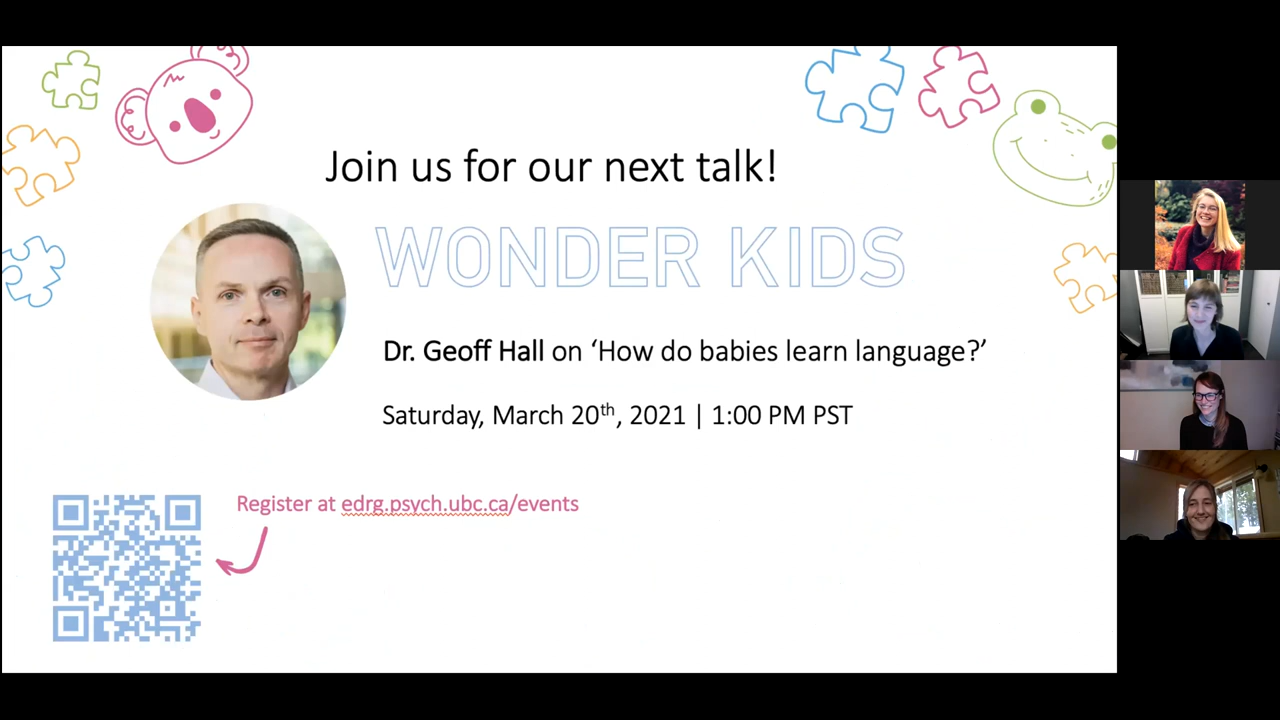 Join us for our next talk!
WONDER KIDS
Dr. Geoff Hall on ‘How do babies learn language?’
Saturday, March 20th, 2021 | 1:00 PM PST
Register at edrg.psych.ubc.ca/events